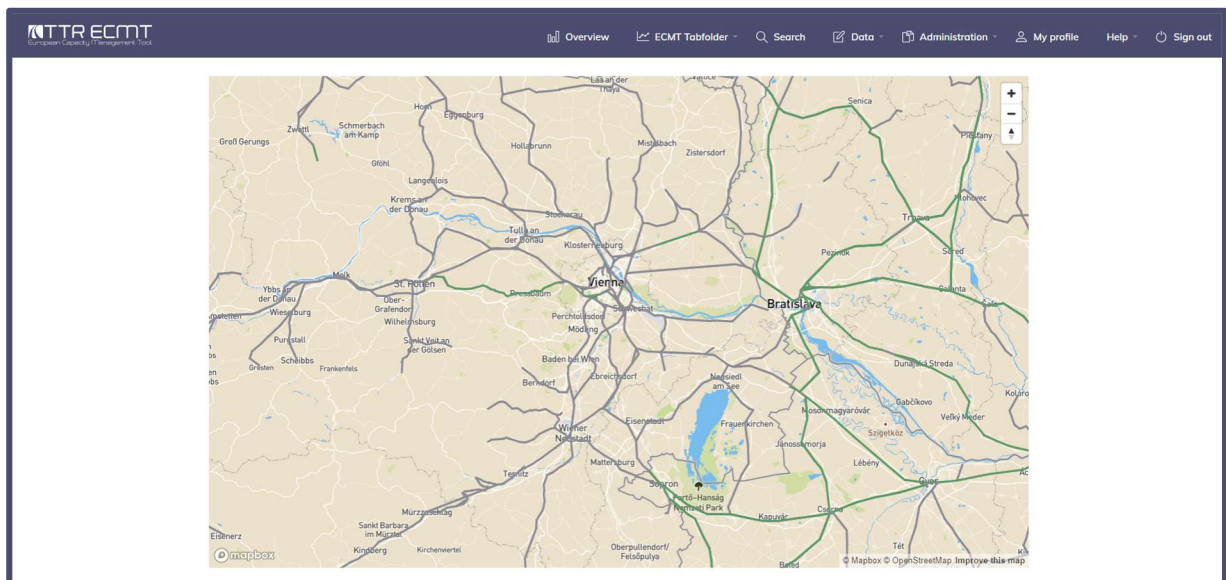 TTR ECMT
European Capacity Management Tool
Overview
ECMT Tabfolder
Search
Data
Administration
My profile
Help
Sign out
Laa an der
Thaya
Valtice
Senica
Horn
Eggenburg
Zwettl
Schmerbach
am Kamp
Groß Gerungs
Hollabrunn
Mistelbach
Zistersdorf
Piešťany
Gföhl
Langenlois
Hlohovec
Krems an
der Donau
Stockerau
Trnava
Tulln an
der Donau
Klosterneuburg
Pezinok
Sereď
Melk
St. Pölten
Vienna
Pressbaum
Galanta
Šaľa
Ybbs an
der Donau
Wieselburg
Ober-
Grafendorf
Wilhelmsburg
Perchtoldsdorf
Mödling
Schwechat
Bratislava
Purgstall
Scheibbs
Gresten
Frankenfels
Sankt Veit an
der Gölsen
Baden bei Wien
Berndorf
Ebreichsdorf
Neusiedl
am See
Dunajská Streda
Gabčíkovo
Veľký Meder
Koláro
Mosonmagyaróvár
Szigetköz
Wiener
Neustadt
Eisenstadt
Frauenkirchen
Jánossomorja
Mattersburg
Lébény
Ternitz
Sopron
Fertő-Hanság
Nemzeti Park
Győr
Kapuvár
Csorna
Mürzzuschlag
Sankt Barbara
im Mürztal
Eisenerz
Kindberg
Kirchenviertel
Oberpullendorf/
Felsőpulya
Tét
Beled
mapbox
© Mapbox © OpenStreetMap Improve this map